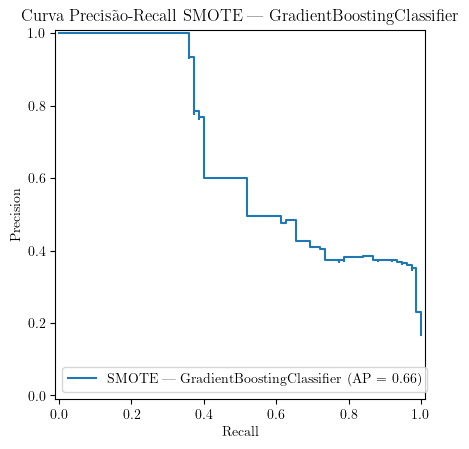 Curva Precisão-Recall SMOTE — GradientBoostingClassifier
1.0
0.8
0.6
0.4
0.2
0.0
Precision
SMOTE — GradientBoostingClassifier (AP = 0.66)
0.0 0.2 0.4 0.6 0.8 1.0
Recall